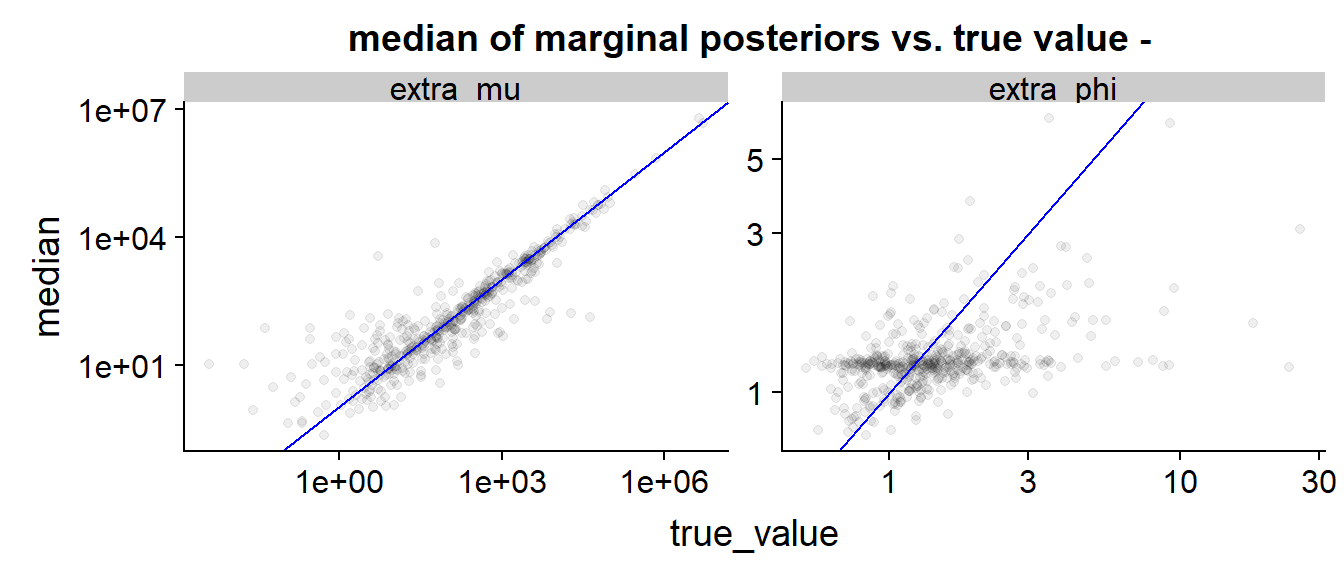 median of marginal posteriors vs. true value -
extra_mu
extra_phi
median
1e+07
1e+04
1e+01
5
3
1
1e+00
1e+03
1e+06
1
3
10
30
true_value